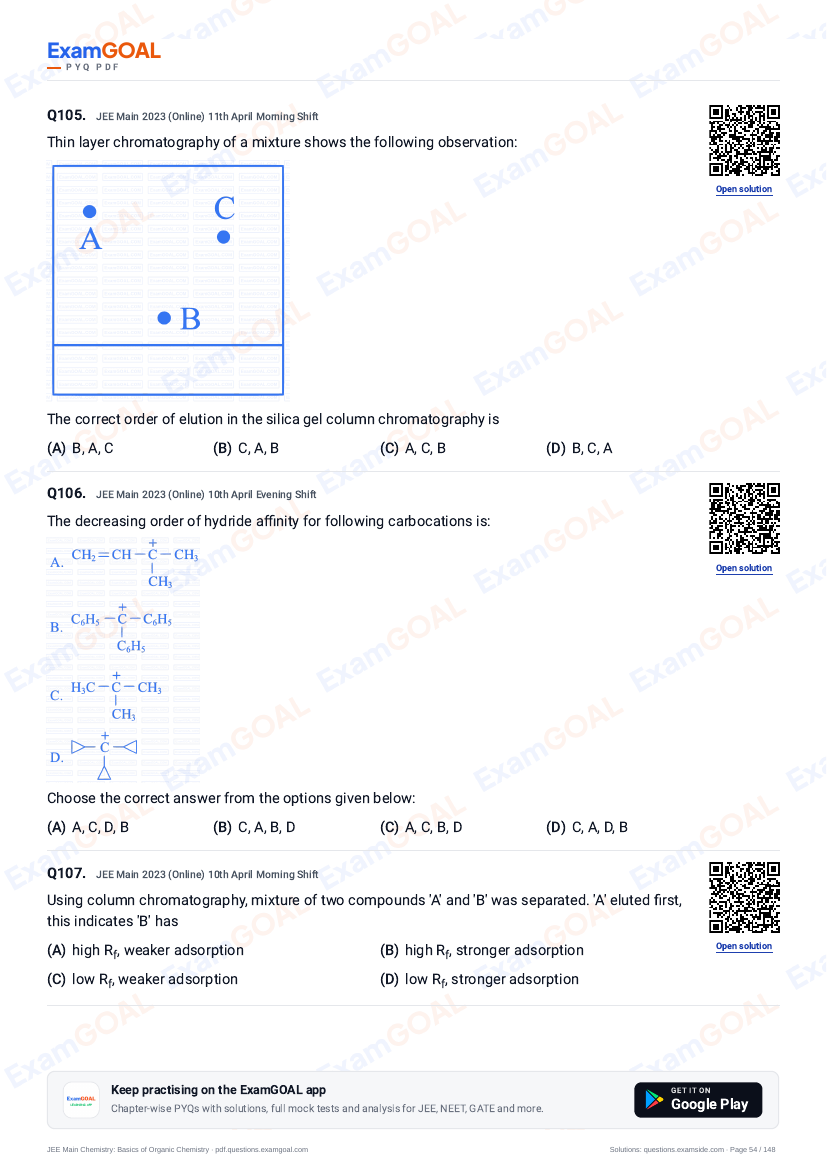 ExamGOAL
PYQ PDF
Q105. JEE Main 2023 (Online) 11th April Morning Shift
Thin layer chromatography of a mixture shows the following observation:
Open solution
C
A
B
The correct order of elution in the silica gel column chromatography is
(A) B, A, C (B) C, A, B (C) A, C, B (D) B, C, A
Q106. JEE Main 2023 (Online) 10th April Evening Shift
The decreasing order of hydride affinity for following carbocations is:
Open solution
+
A. CH₂=CH—C—CH₃
|
CH₃
+
B. C₆H₅—C—C₆H₅
|
C₆H₅
+
C. H₃C—C—CH₃
|
CH₃
+
D. ▷—C—◁
|
△
Choose the correct answer from the options given below:
(A) A, C, D, B (B) C, A, B, D (C) A, C, B, D (D) C, A, D, B
Q107. JEE Main 2023 (Online) 10th April Morning Shift
Using column chromatography, mixture of two compounds 'A' and 'B' was separated. 'A' eluted first,
this indicates 'B' has
Open solution
(A) high Rf, weaker adsorption (B) high Rf, stronger adsorption
(C) low Rf, weaker adsorption (D) low Rf, stronger adsorption
Keep practising on the ExamGOAL app
Chapter-wise PYQs with solutions, full mock tests and analysis for JEE, NEET, GATE and more.
GET IT ON
Google Play
JEE Main Chemistry: Basics of Organic Chemistry · pdf.questions.examgoal.com
Solutions: questions.examside.com · Page 54 / 148